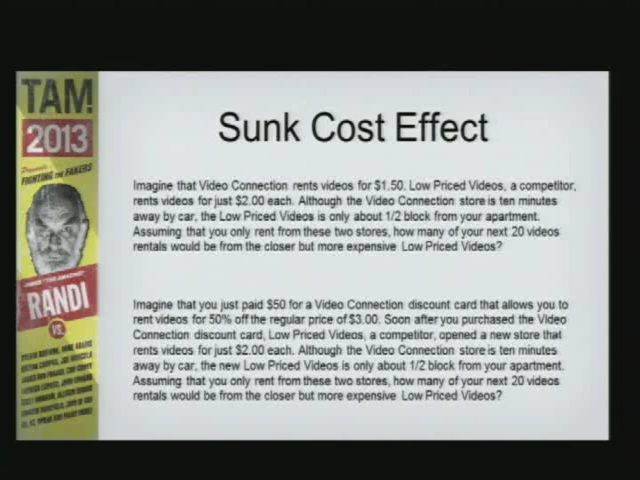 TAM!
2013
FIGHTING THE FAKERS
RANDI
VS.
Sunk Cost Effect
Imagine that Video Connection rents videos for $1.50. Low Priced Videos, a competitor,
rents videos for just $2.00 each. Although the Video Connection store is ten minutes
away by car, the Low Priced Videos is only about 1/2 block from your apartment.
Assuming that you only rent from these two stores, how many of your next 20 videos
rentals would be from the closer but more expensive Low Priced Videos?
Imagine that you just paid $50 for a Video Connection discount card that allows you to
rent videos for 50% off the regular price of $3.00. Soon after you purchased the Video
Connection discount card, Low Priced Videos, a competitor, opened a new store that
rents videos for just $2.00 each. Although the Video Connection store is ten minutes
away by car, the new Low Priced Videos is only about 1/2 block from your apartment.
Assuming that you only rent from these two stores, how many of your next 20 videos
rentals would be from the closer but more expensive Low Priced Videos?